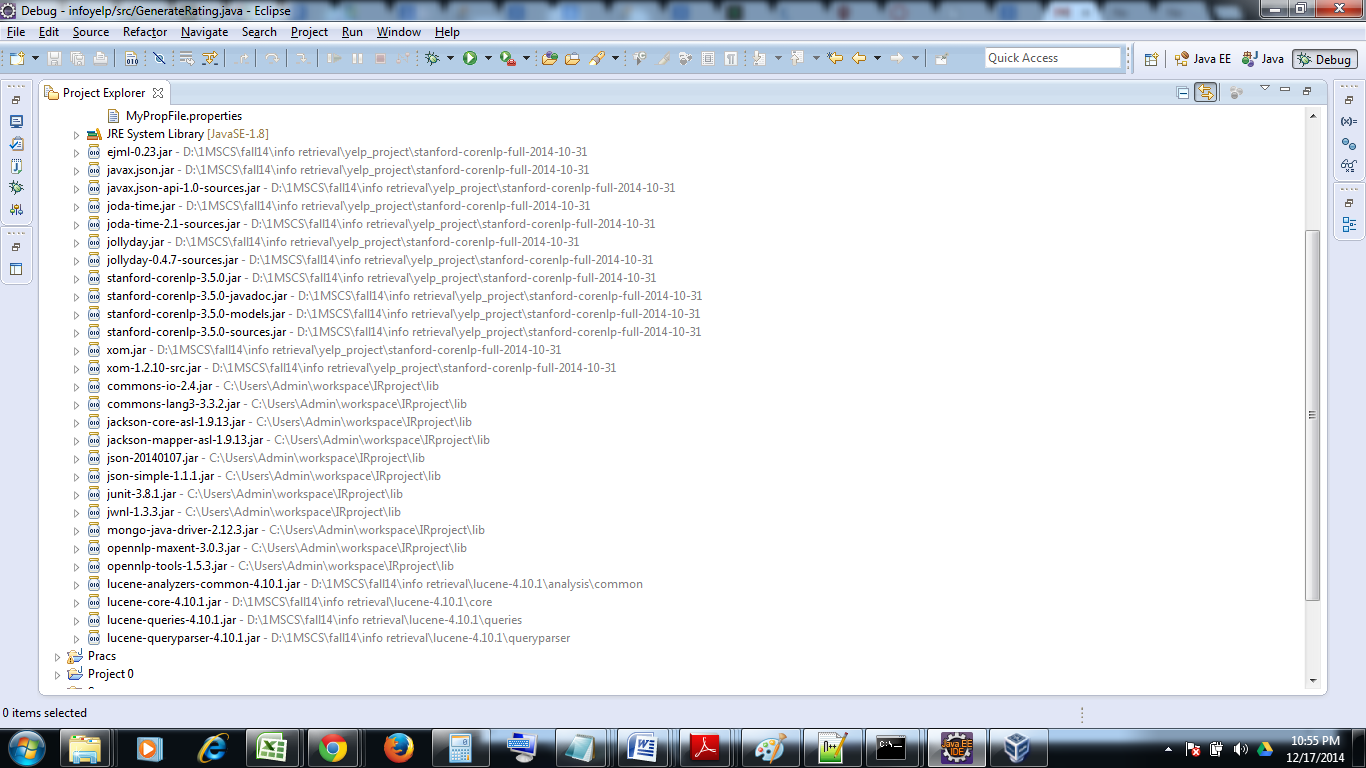 Debug - infoyelp/src/GenerateRating.java - Eclipse
File Edit Source Refactor Navigate Search Project Run Window Help
Quick Access Java EE Java Debug
Project Explorer
MyPropFile.properties
JRE System Library [JavaSE-1.8]
ejml-0.23.jar - D:\1MSCS\fall14\info retrieval\yelp_project\stanford-corenlp-full-2014-10-31
javax.json.jar - D:\1MSCS\fall14\info retrieval\yelp_project\stanford-corenlp-full-2014-10-31
javax.json-api-1.0-sources.jar - D:\1MSCS\fall14\info retrieval\yelp_project\stanford-corenlp-full-2014-10-31
joda-time.jar - D:\1MSCS\fall14\info retrieval\yelp_project\stanford-corenlp-full-2014-10-31
joda-time-2.1-sources.jar - D:\1MSCS\fall14\info retrieval\yelp_project\stanford-corenlp-full-2014-10-31
jollyday.jar - D:\1MSCS\fall14\info retrieval\yelp_project\stanford-corenlp-full-2014-10-31
jollyday-0.4.7-sources.jar - D:\1MSCS\fall14\info retrieval\yelp_project\stanford-corenlp-full-2014-10-31
stanford-corenlp-3.5.0.jar - D:\1MSCS\fall14\info retrieval\yelp_project\stanford-corenlp-full-2014-10-31
stanford-corenlp-3.5.0-javadoc.jar - D:\1MSCS\fall14\info retrieval\yelp_project\stanford-corenlp-full-2014-10-31
stanford-corenlp-3.5.0-models.jar - D:\1MSCS\fall14\info retrieval\yelp_project\stanford-corenlp-full-2014-10-31
stanford-corenlp-3.5.0-sources.jar - D:\1MSCS\fall14\info retrieval\yelp_project\stanford-corenlp-full-2014-10-31
xom.jar - D:\1MSCS\fall14\info retrieval\yelp_project\stanford-corenlp-full-2014-10-31
xom-1.2.10-src.jar - D:\1MSCS\fall14\info retrieval\yelp_project\stanford-corenlp-full-2014-10-31
commons-io-2.4.jar - C:\Users\Admin\workspace\IRproject\lib
commons-lang3-3.3.2.jar - C:\Users\Admin\workspace\IRproject\lib
jackson-core-asl-1.9.13.jar - C:\Users\Admin\workspace\IRproject\lib
jackson-mapper-asl-1.9.13.jar - C:\Users\Admin\workspace\IRproject\lib
json-20140107.jar - C:\Users\Admin\workspace\IRproject\lib
json-simple-1.1.1.jar - C:\Users\Admin\workspace\IRproject\lib
junit-3.8.1.jar - C:\Users\Admin\workspace\IRproject\lib
jwnl-1.3.3.jar - C:\Users\Admin\workspace\IRproject\lib
mongo-java-driver-2.12.3.jar - C:\Users\Admin\workspace\IRproject\lib
opennlp-maxent-3.0.3.jar - C:\Users\Admin\workspace\IRproject\lib
opennlp-tools-1.5.3.jar - C:\Users\Admin\workspace\IRproject\lib
lucene-analyzers-common-4.10.1.jar - D:\1MSCS\fall14\info retrieval\lucene-4.10.1\analysis\common
lucene-core-4.10.1.jar - D:\1MSCS\fall14\info retrieval\lucene-4.10.1\core
lucene-queries-4.10.1.jar - D:\1MSCS\fall14\info retrieval\lucene-4.10.1\queries
lucene-queryparser-4.10.1.jar - D:\1MSCS\fall14\info retrieval\lucene-4.10.1\queryparser
Pracs
Project 0
0 items selected
Java EE
IDE
10:55 PM
12/17/2014